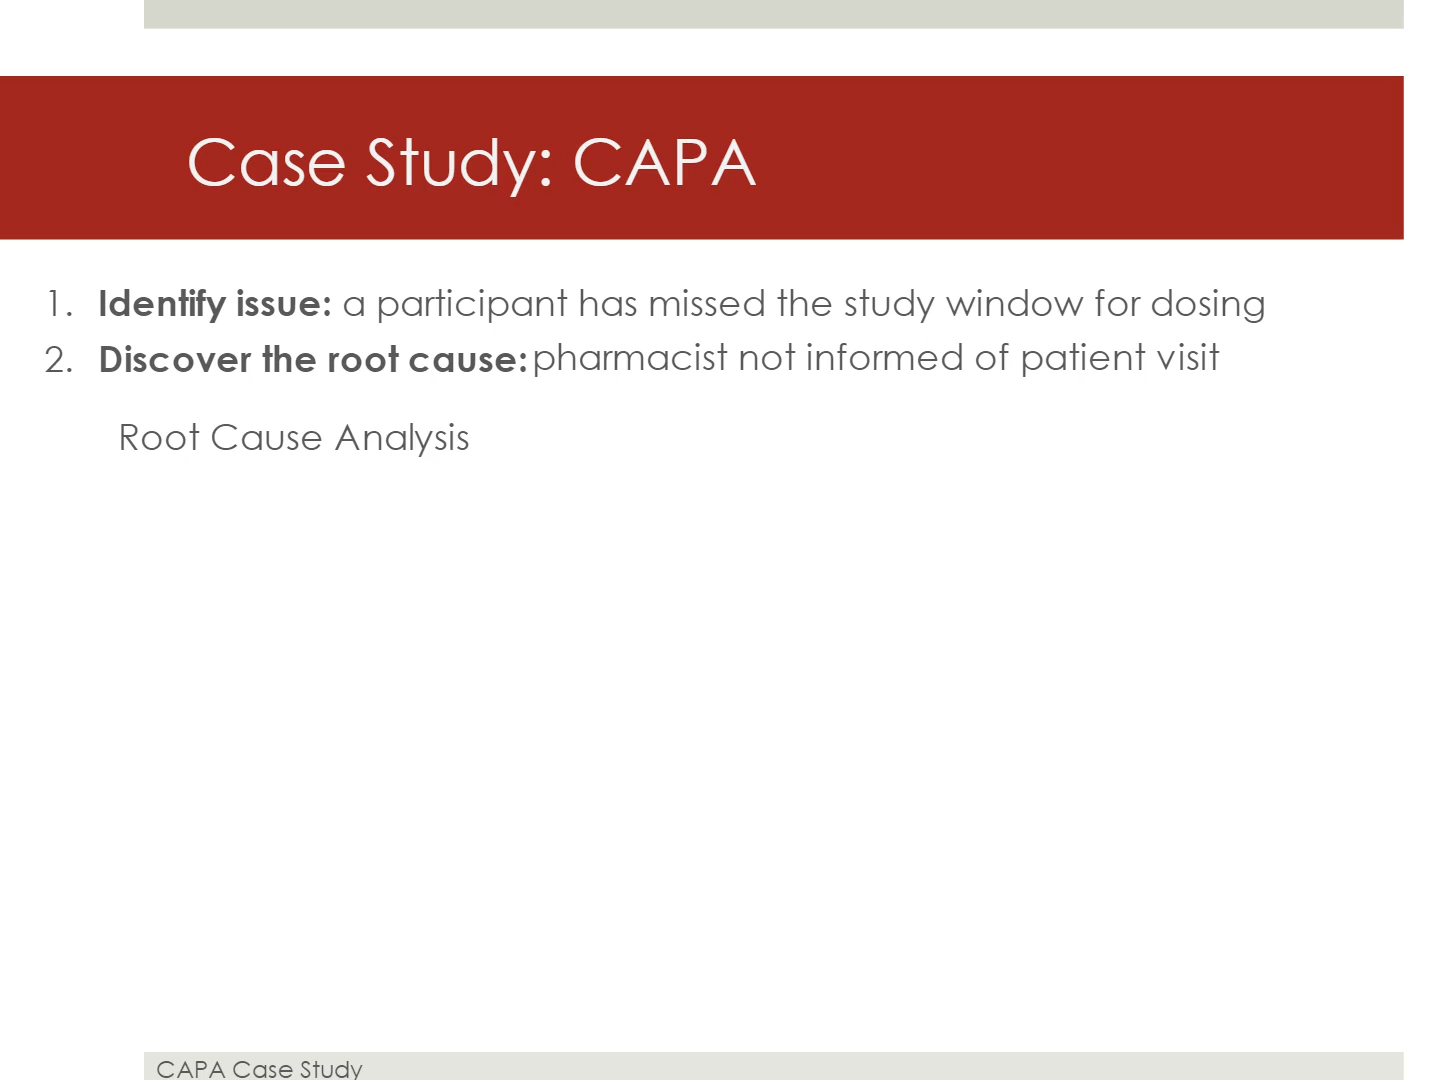 Case Study: CAPA
1. Identify issue: a participant has missed the study window for dosing
2. Discover the root cause: pharmacist not informed of patient visit
Root Cause Analysis
CAPA Case Study